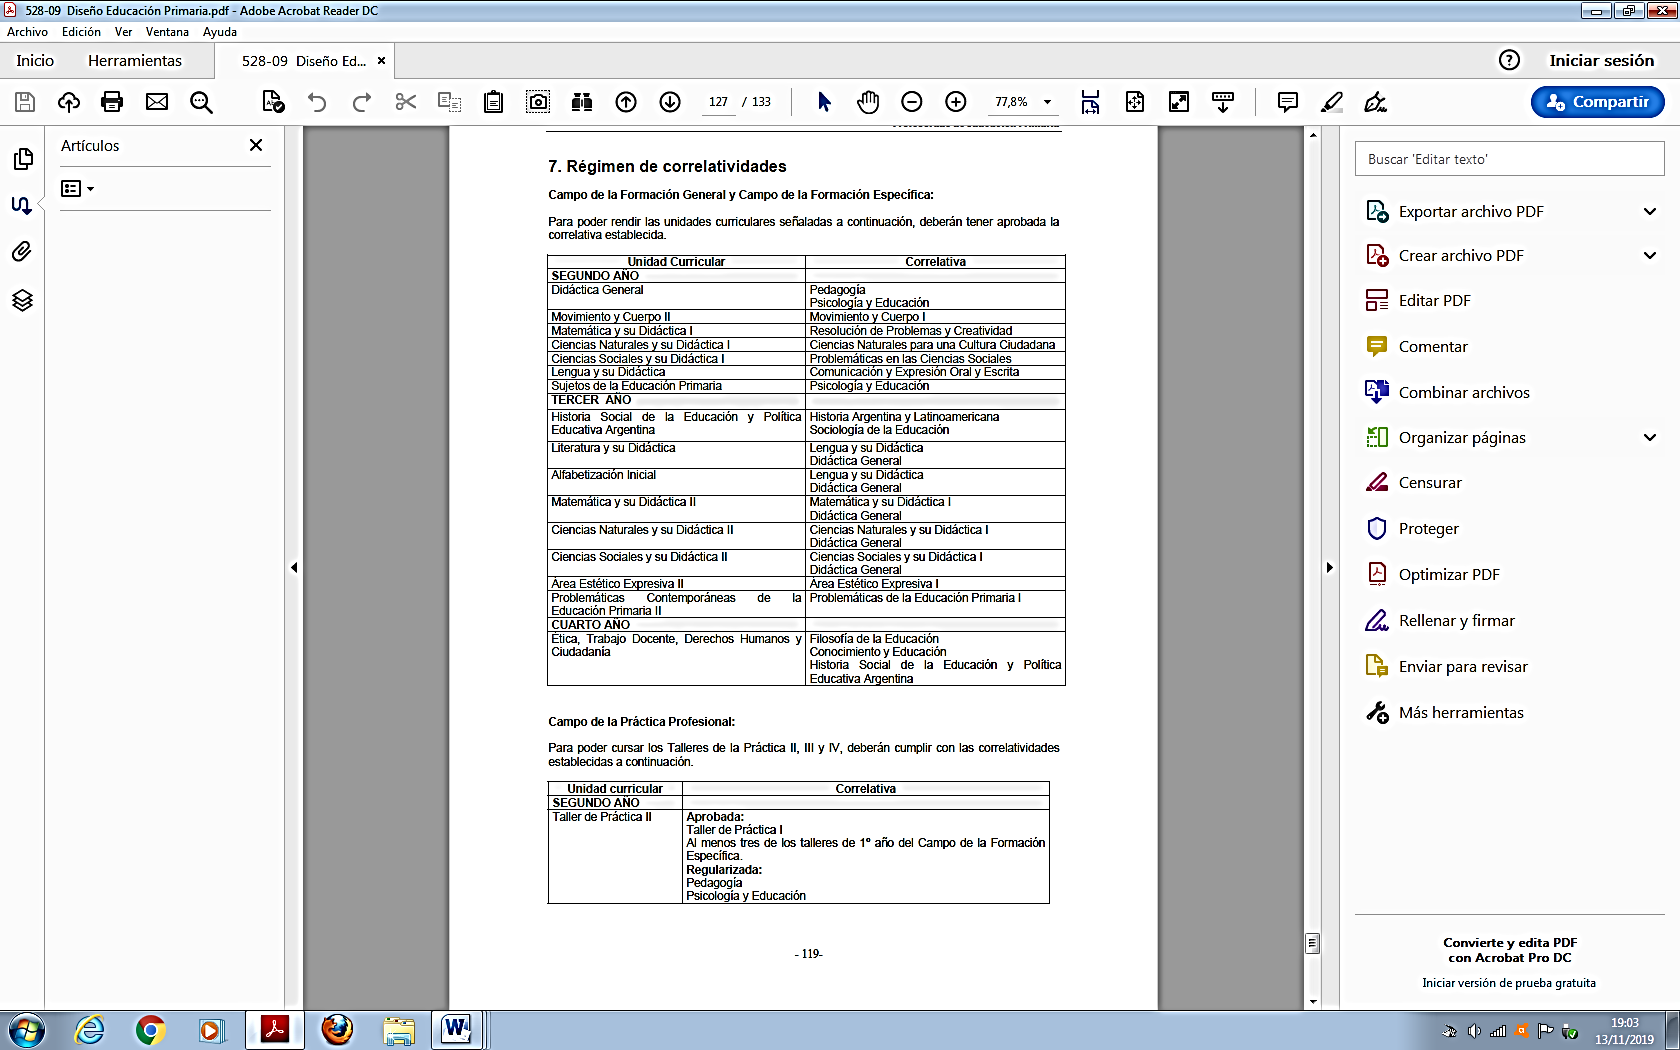 528-09 Diseño Educación Primaria.pdf - Adobe Acrobat Reader DC
Archivo Edición Ver Ventana Ayuda
Inicio Herramientas 528-09 Diseño Ed... × Iniciar sesión
127 / 133 77,8% Compartir
Artículos
Buscar 'Editar texto'
Exportar archivo PDF
Crear archivo PDF
Editar PDF
Comentar
Combinar archivos
Organizar páginas
Censurar
Proteger
Optimizar PDF
Rellenar y firmar
Enviar para revisar
Más herramientas
Convierte y edita PDF
con Acrobat Pro DC
Iniciar versión de prueba gratuita
7. Régimen de correlatividades
Campo de la Formación General y Campo de la Formación Específica:
Para poder rendir las unidades curriculares señaladas a continuación, deberán tener aprobada la
correlativa establecida.
Unidad Curricular Correlativa
SEGUNDO AÑO
Didáctica General Pedagogía
Psicología y Educación
Movimiento y Cuerpo II Movimiento y Cuerpo I
Matemática y su Didáctica I Resolución de Problemas y Creatividad
Ciencias Naturales y su Didáctica I Ciencias Naturales para una Cultura Ciudadana
Ciencias Sociales y su Didáctica I Problemáticas en las Ciencias Sociales
Lengua y su Didáctica Comunicación y Expresión Oral y Escrita
Sujetos de la Educación Primaria Psicología y Educación
TERCER AÑO
Historia Social de la Educación y Política Historia Argentina y Latinoamericana
Educativa Argentina Sociología de la Educación
Literatura y su Didáctica Lengua y su Didáctica
Didáctica General
Alfabetización Inicial Lengua y su Didáctica
Didáctica General
Matemática y su Didáctica II Matemática y su Didáctica I
Didáctica General
Ciencias Naturales y su Didáctica II Ciencias Naturales y su Didáctica I
Didáctica General
Ciencias Sociales y su Didáctica II Ciencias Sociales y su Didáctica I
Didáctica General
Área Estético Expresiva II Área Estético Expresiva I
Problemáticas Contemporáneas de la Problemáticas de la Educación Primaria I
Educación Primaria II
CUARTO AÑO
Ética, Trabajo Docente, Derechos Humanos y Filosofía de la Educación
Ciudadanía Conocimiento y Educación
Historia Social de la Educación y Política
Educativa Argentina
Campo de la Práctica Profesional:
Para poder cursar los Talleres de la Práctica II, III y IV, deberán cumplir con las correlatividades
establecidas a continuación.
Unidad curricular Correlativa
SEGUNDO AÑO
Taller de Práctica II Aprobada:
Taller de Práctica I
Al menos tres de los talleres de 1º año del Campo de la Formación
Específica.
Regularizada:
Pedagogía
Psicología y Educación
- 119-
19:03
13/11/2019